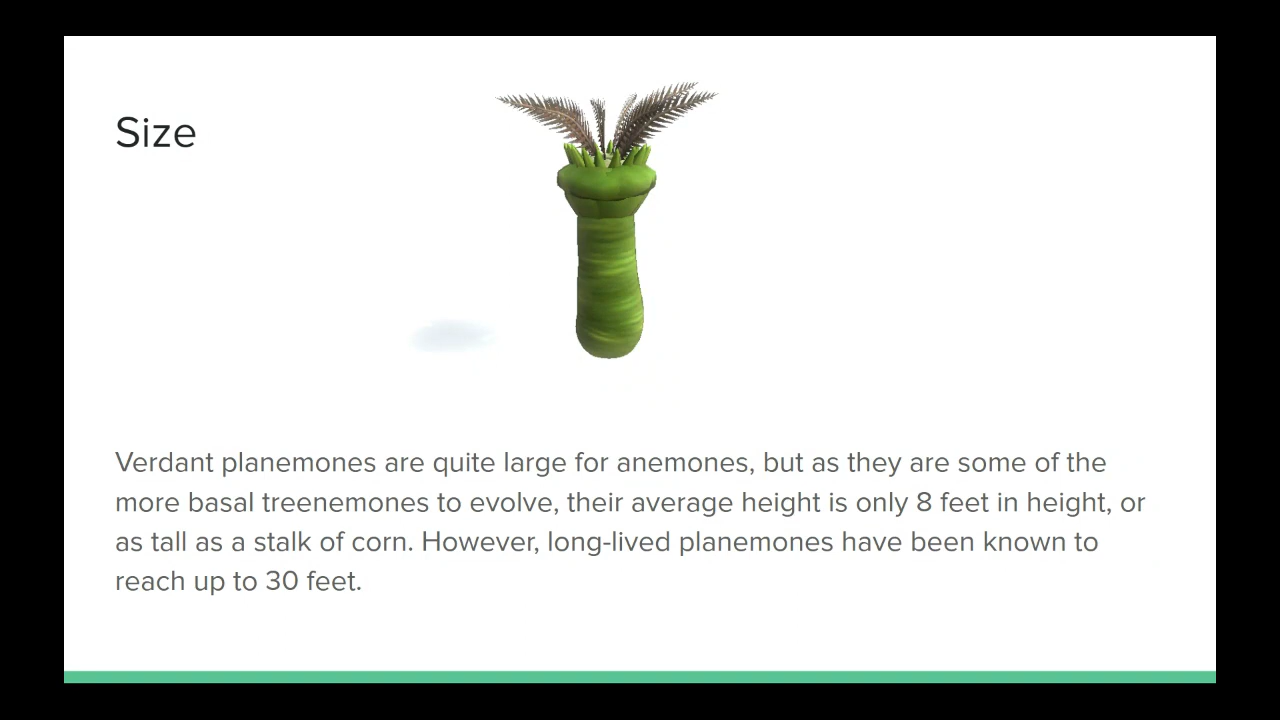 Size
Verdant planemones are quite large for anemones, but as they are some of the
more basal treenemones to evolve, their average height is only 8 feet in height, or
as tall as a stalk of corn. However, long-lived planemones have been known to
reach up to 30 feet.